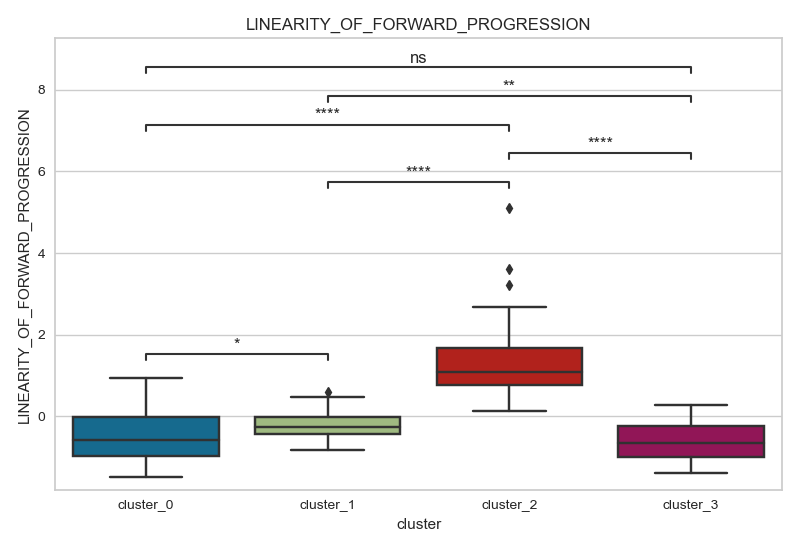 LINEARITY_OF_FORWARD_PROGRESSION
ns
**
****
****
****
*
LINEARITY_OF_FORWARD_PROGRESSION
8
6
4
2
0
cluster_0 cluster_1 cluster_2 cluster_3
cluster